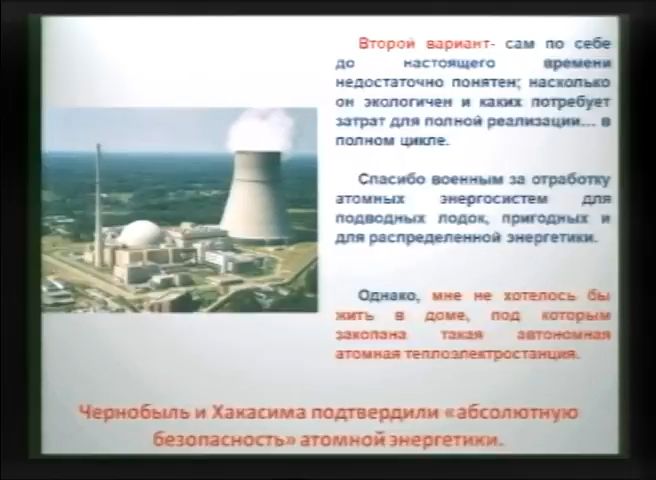 Второй вариант- сам по себе
до настоящего времени
недостаточно понятен; насколько
он экологичен и каких потребует
затрат для полной реализации... в
полном цикле.
Спасибо военным за отработку
атомных энергосистем для
подводных лодок, пригодных и
для распределенной энергетики.
Однако, мне не хотелось бы
жить в доме, под которым
закопана такая автономная
атомная теплоэлектростанция.
Чернобыль и Хакасима подтвердили «абсолютную
безопасность» атомной энергетики.